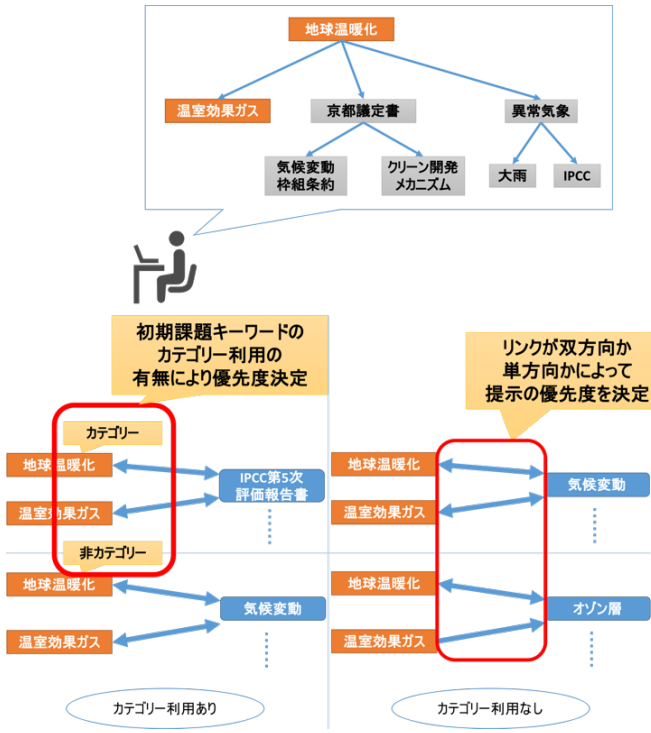 地球温暖化
温室効果ガス
京都議定書
異常気象
気候変動
枠組条約
クリーン開発
メカニズム
大雨
IPCC
初期課題キーワードの
カテゴリー利用の
有無により優先度決定
リンクが双方向か
単方向かによって
提示の優先度を決定
カテゴリー
地球温暖化
IPCC第5次
評価報告書
温室効果ガス
非カテゴリー
地球温暖化
気候変動
温室効果ガス
カテゴリー利用あり
地球温暖化
気候変動
温室効果ガス
地球温暖化
オゾン層
温室効果ガス
カテゴリー利用なし